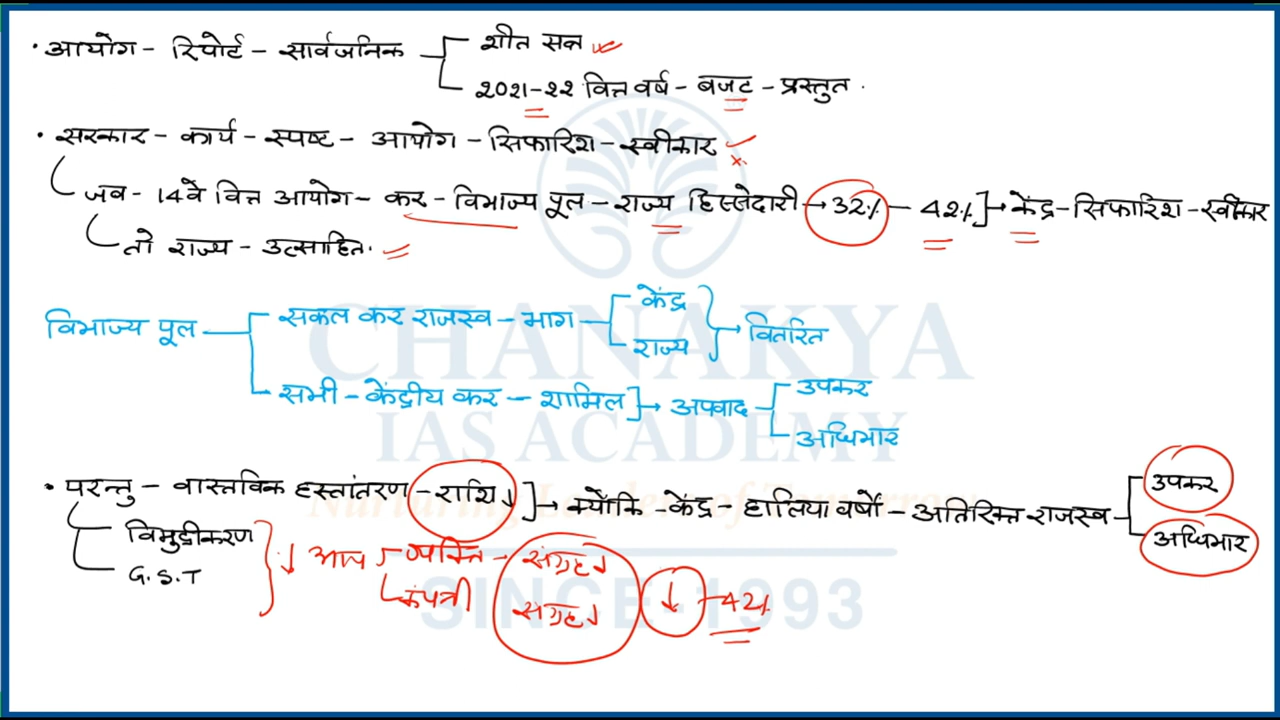 • आयोग - रिपोर्ट - सार्वजनिक
शीत सत्र
2021-22 वित्त वर्ष - बजट - प्रस्तुत.
• सरकार - कार्य - स्पष्ट - आयोग - सिफारिश - स्वीकार
जब - 14वे वित्त आयोग - कर - विभाज्य पूल - राज्य हिस्सेदारी → 32% - 42%] → केंद्र - सिफारिश - स्वीकार
तो राज्य - उत्साहित.
विभाज्य पूल
सकल कर राजस्व - भाग
केंद्र
राज्य
→ वितरित
सभी - केंद्रीय कर - शामिल] → अपवाद
उपकर
अधिभार
• परन्तु - वास्तविक हस्तांतरण - राशि ↓] → क्योंकि - केंद्र - हालिया वर्षों - अतिरिक्त राजस्व
उपकर
अधिभार
विमुद्रीकरण
G.S.T
↓ आय
व्यक्ति - संग्रह ↓
कंपनी संग्रह ↓
↓ - 42%
CHANAKYA
IAS ACADEMY
SINCE-1993